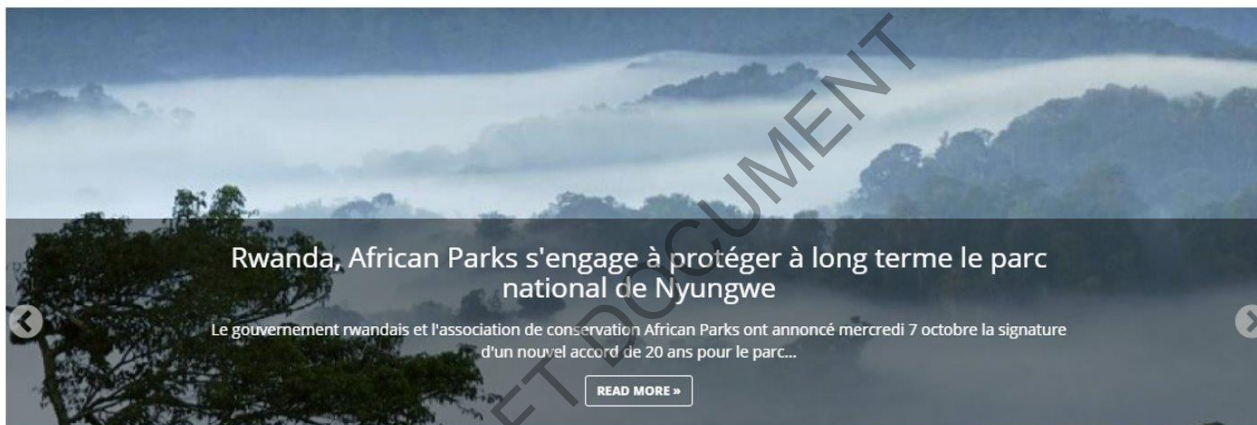 Rwanda, African Parks s'engage à protéger à long terme le parc
national de Nyungwe
Le gouvernement rwandais et l'association de conservation African Parks ont annoncé mercredi 7 octobre la signature
d'un nouvel accord de 20 ans pour le parc...
READ MORE »
ET DOCUMENT